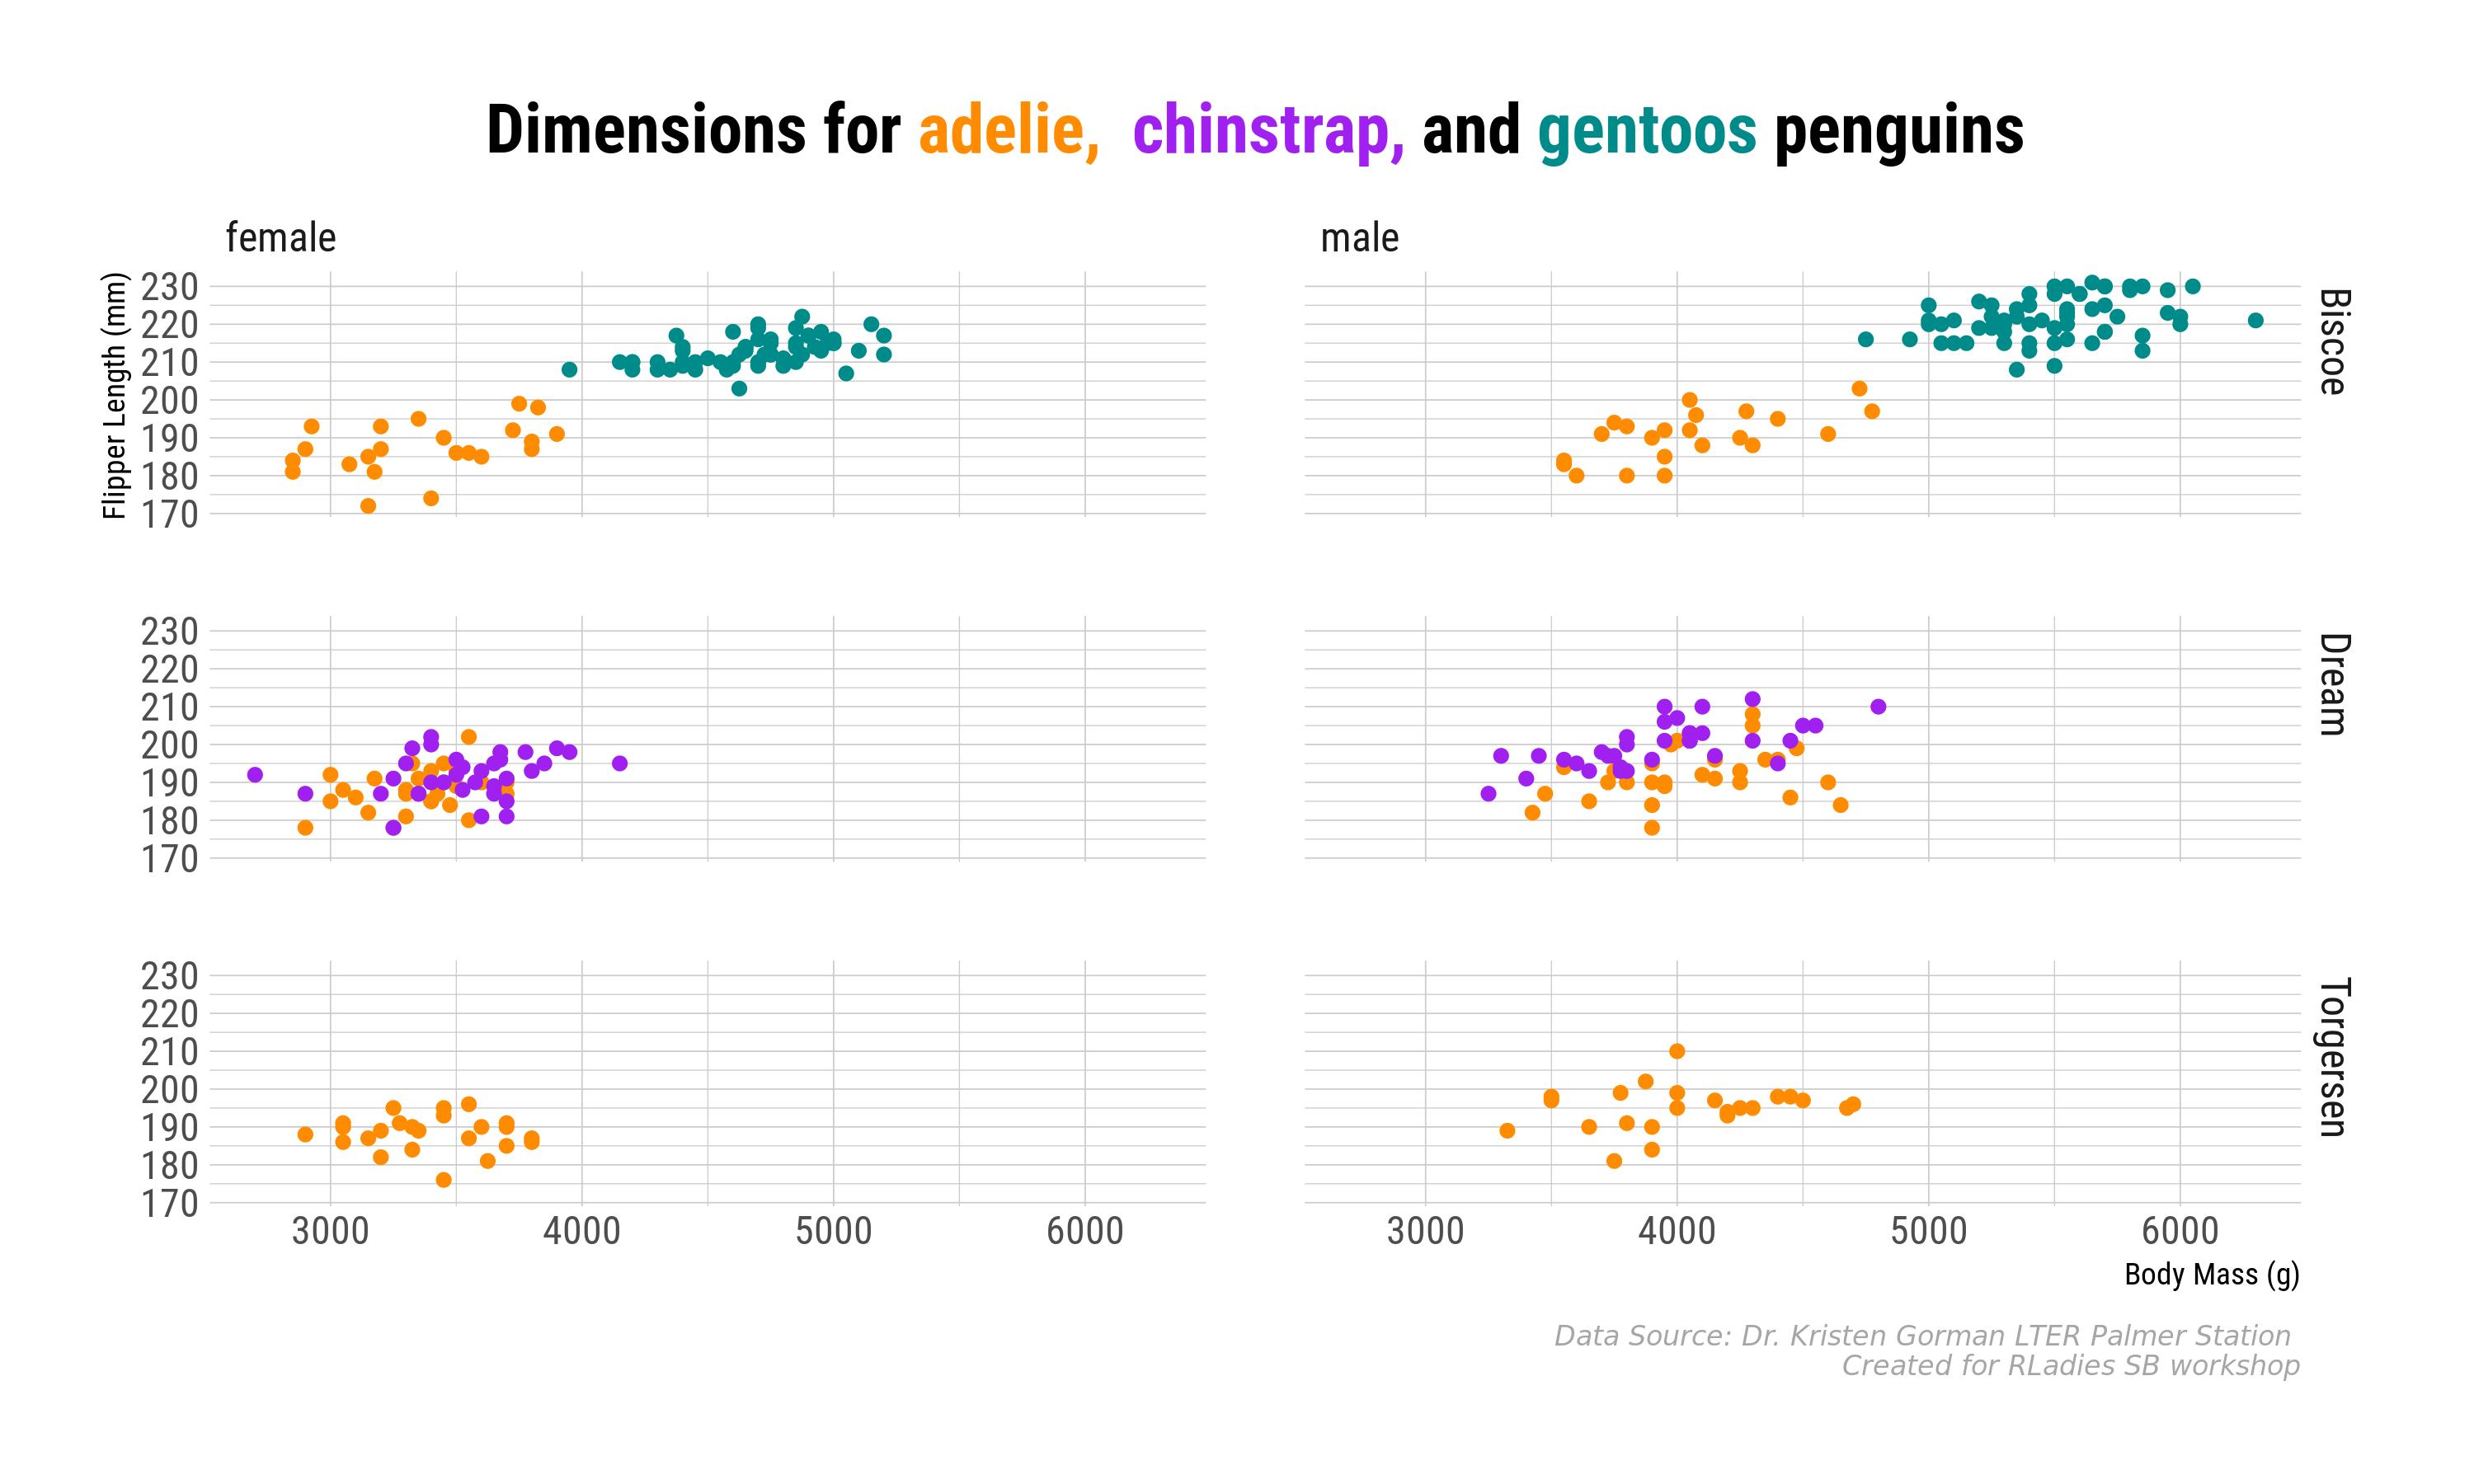 Dimensions for adelie, chinstrap, and gentoos penguins
female
male
Flipper Length (mm)
230
220
210
200
190
180
170
Biscoe
230
220
210
200
190
180
170
Dream
230
220
210
200
190
180
170
Torgersen
3000 4000 5000 6000
3000 4000 5000 6000
Body Mass (g)
Data Source: Dr. Kristen Gorman LTER Palmer Station
Created for RLadies SB workshop